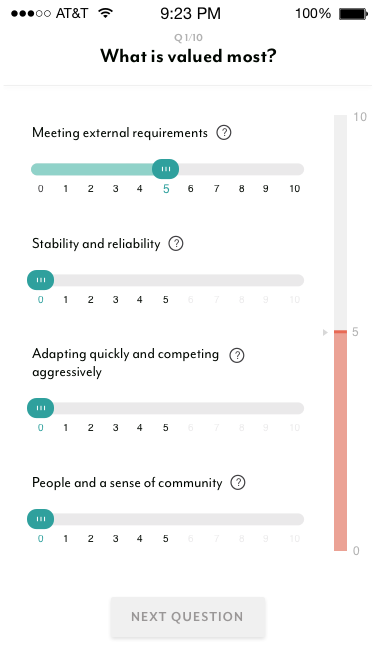 AT&T 9:23 PM 100%
Q 1/10
What is valued most?
10
Meeting external requirements ?
0 1 2 3 4 5 6 7 8 9 10
Stability and reliability ?
0 1 2 3 4 5 6 7 8 9 10
5
Adapting quickly and competing ?
aggressively
0 1 2 3 4 5 6 7 8 9 10
People and a sense of community ?
0 1 2 3 4 5 6 7 8 9 10
0
NEXT QUESTION